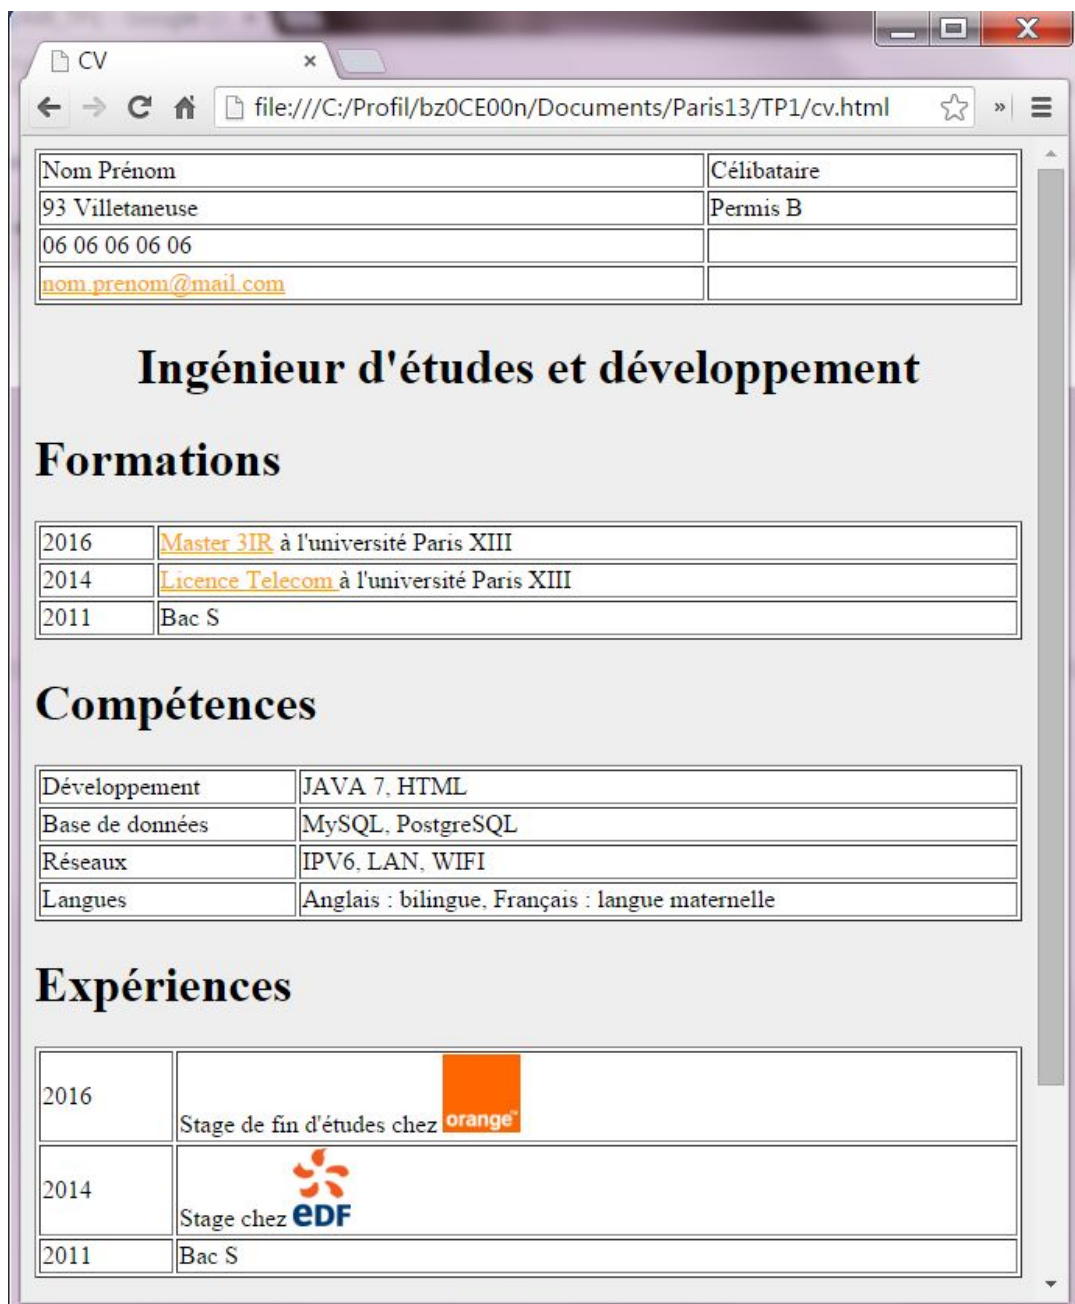 CV
file:///C:/Profil/bz0CE00n/Documents/Paris13/TP1/cv.html
Nom Prénom Célibataire
93 Villetaneuse Permis B
06 06 06 06 06
nom.prenom@mail.com
Ingénieur d'études et développement
Formations
2016 Master 3IR à l'université Paris XIII
2014 Licence Telecom à l'université Paris XIII
2011 Bac S
Compétences
Développement JAVA 7, HTML
Base de données MySQL, PostgreSQL
Réseaux IPV6, LAN, WIFI
Langues Anglais : bilingue, Français : langue maternelle
Expériences
2016 Stage de fin d'études chez orange™
2014 Stage chez eDF
2011 Bac S